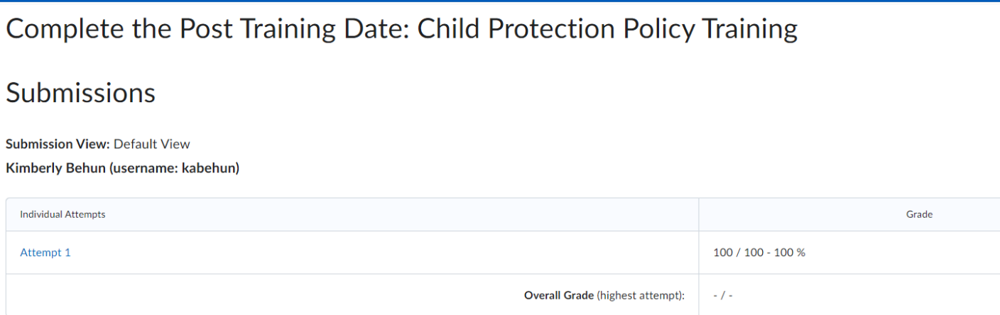 Complete the Post Training Date: Child Protection Policy Training
Submissions
Submission View: Default View
Kimberly Behun (username: kabehun)
Individual Attempts Grade
Attempt 1 100 / 100 - 100 %
Overall Grade (highest attempt): - / -